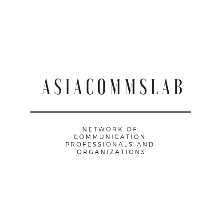 ASIACOMMSLAB
NETWORK OF
COMMUNICATION
PROFESSIONALS AND
ORGANIZATIONS